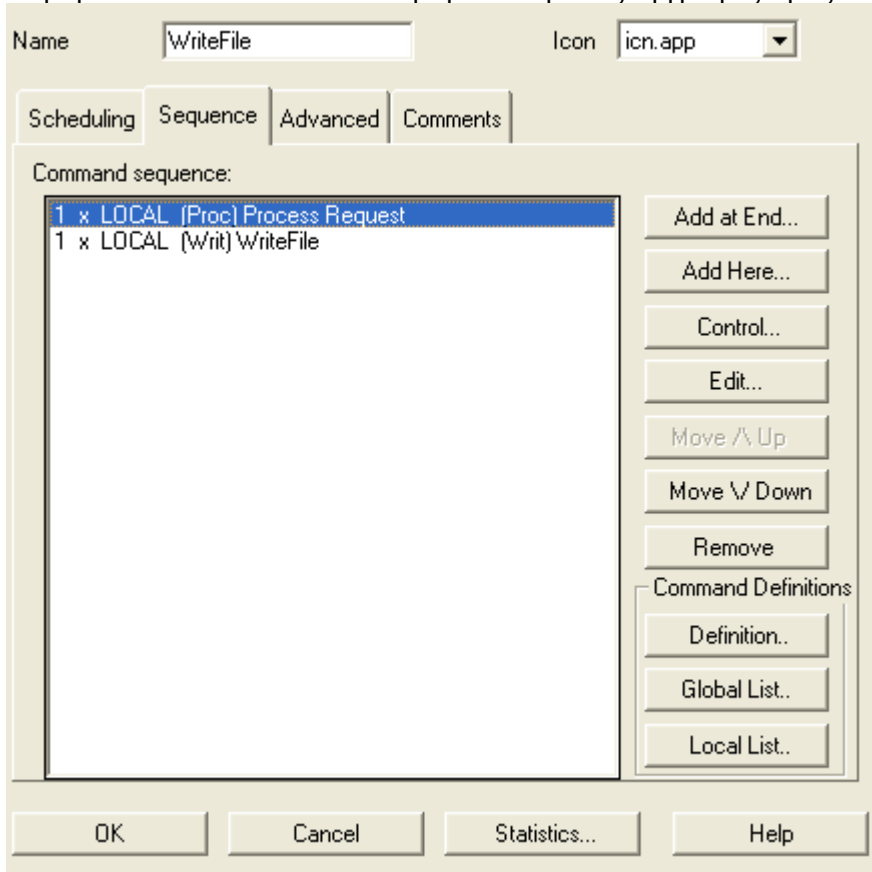 Name WriteFile Icon icn.app
Scheduling Sequence Advanced Comments
Command sequence:
1 x LOCAL (Proc) Process Request
1 x LOCAL (Writ) WriteFile
Add at End...
Add Here...
Control...
Edit...
Move /\ Up
Move \/ Down
Remove
Command Definitions
Definition..
Global List..
Local List..
OK Cancel Statistics... Help